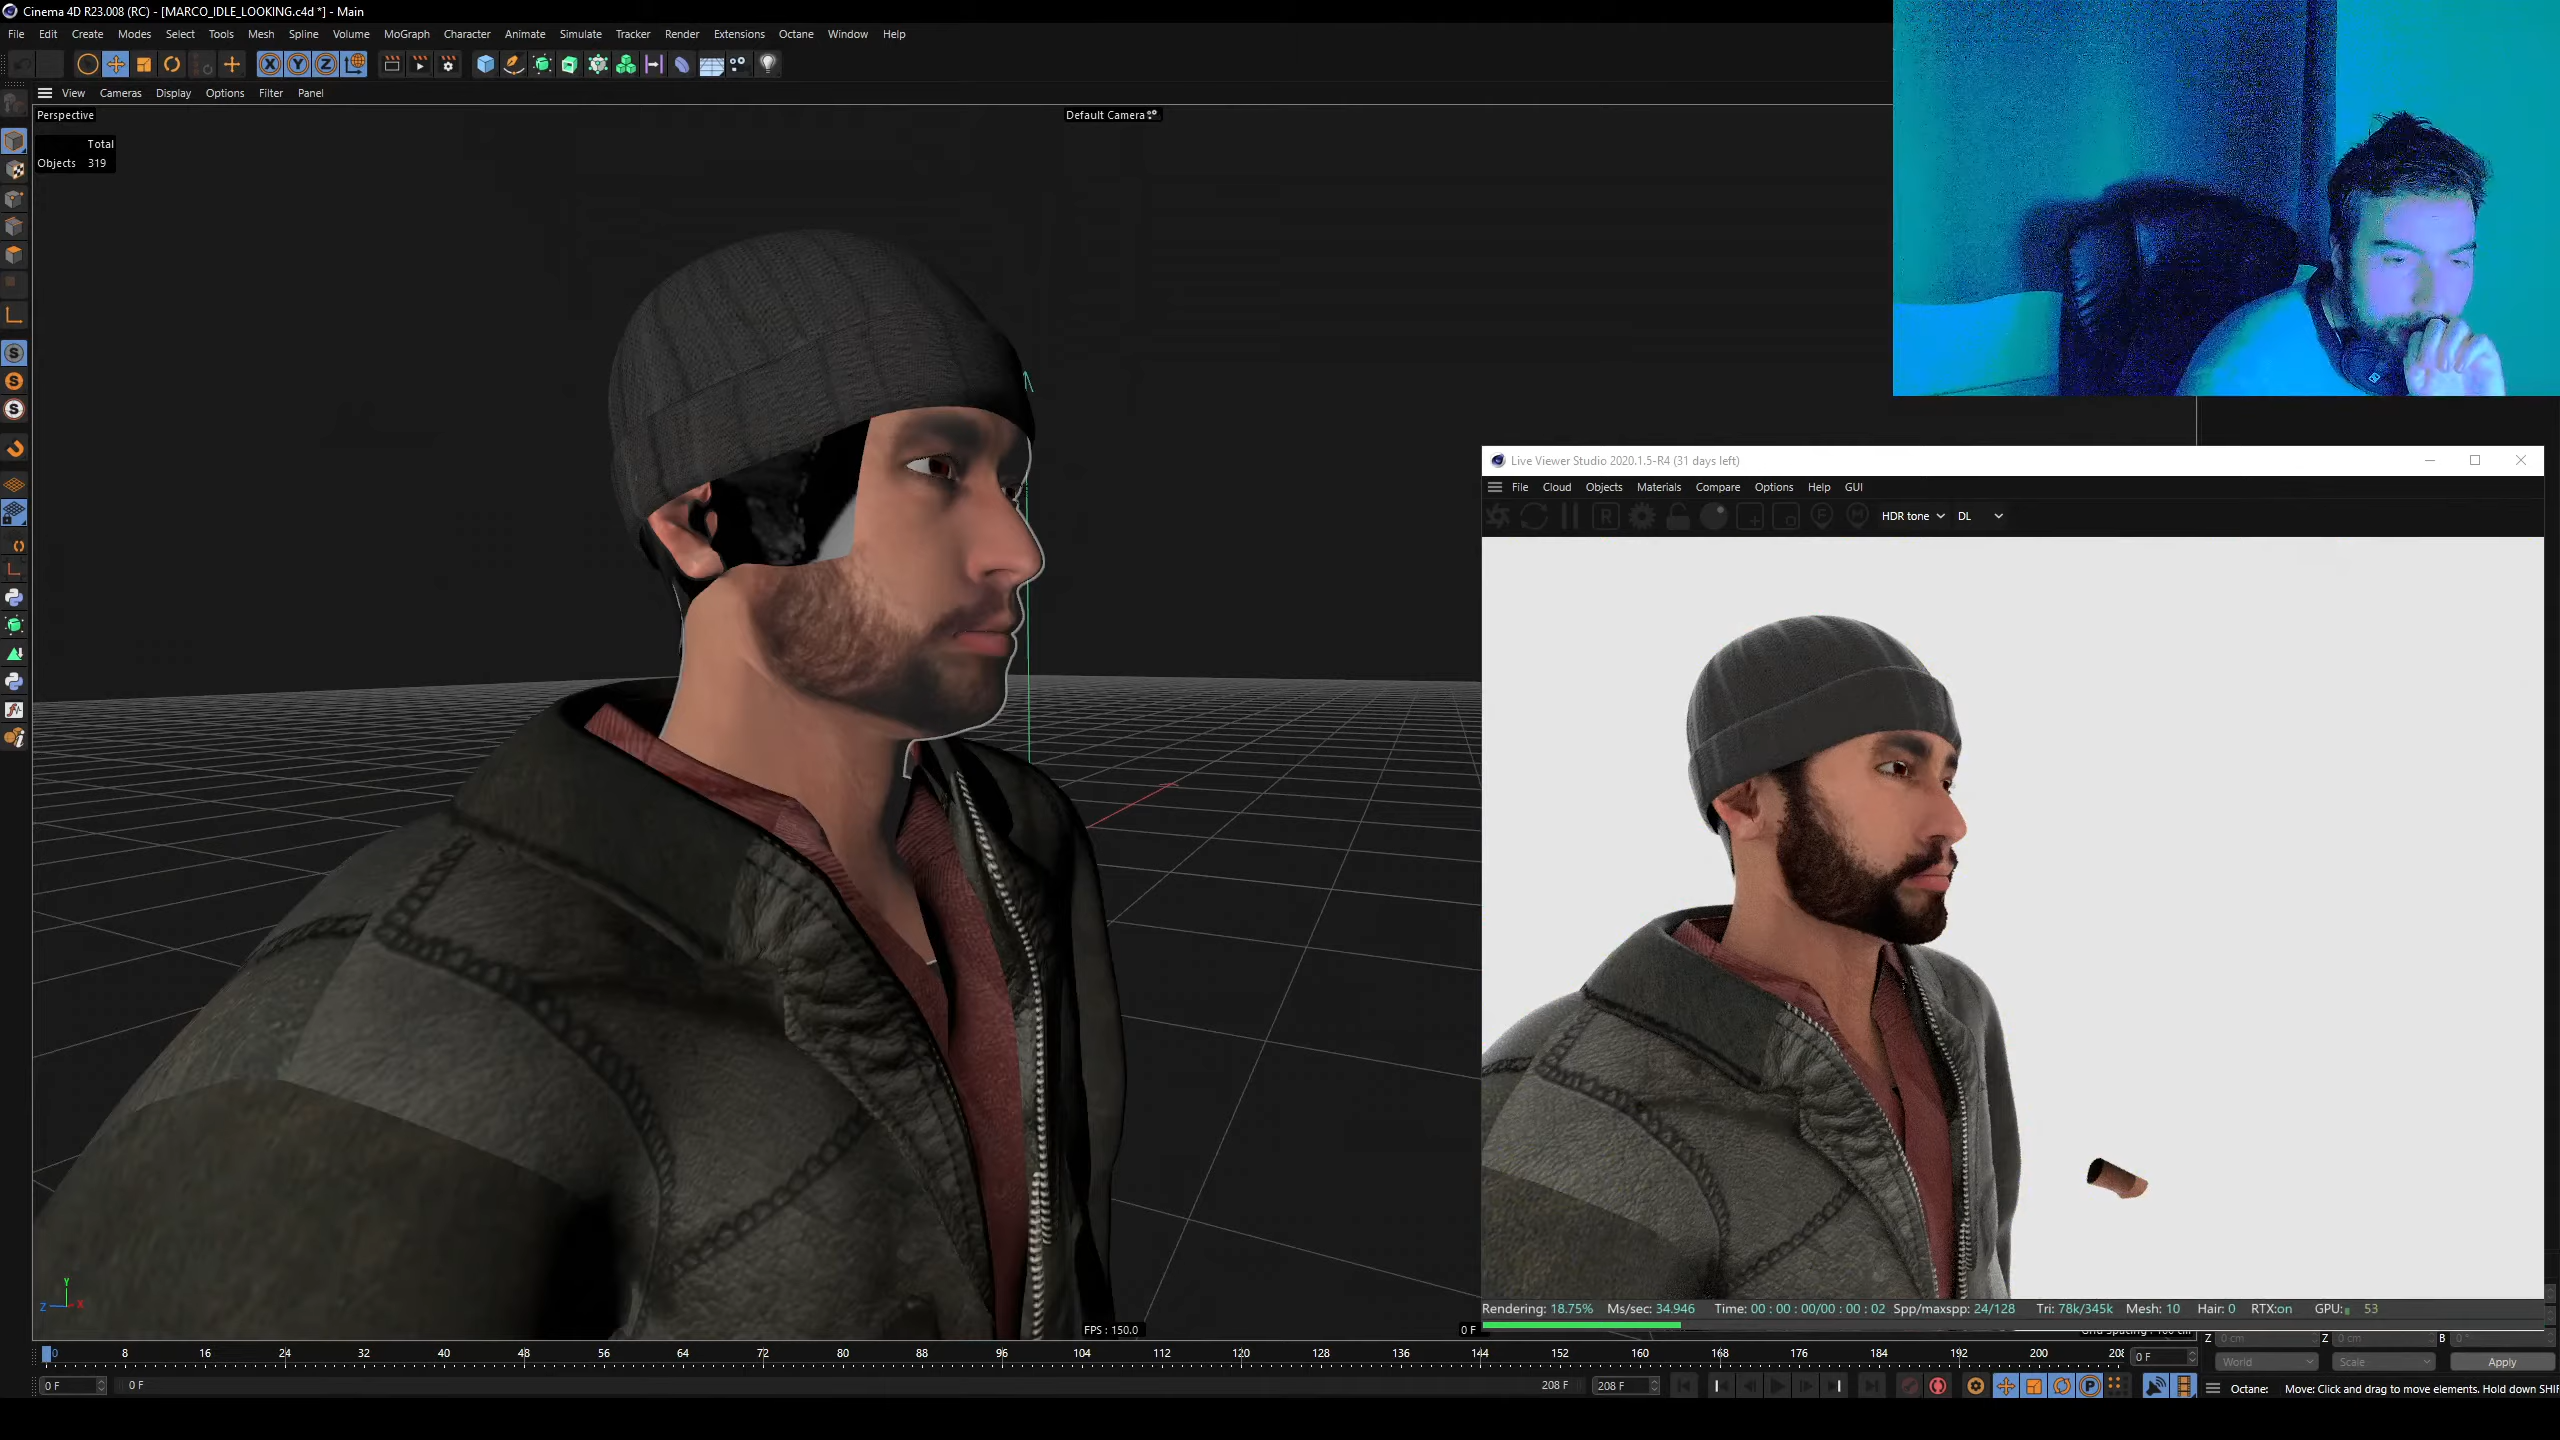 Cinema 4D R23.008 (RC) - [MARCO_IDLE_LOOKING.c4d *] - Main
File Edit Create Modes Select Tools Mesh Spline Volume MoGraph Character Animate Simulate Tracker Render Extensions Octane Window Help
X Y Z
View Cameras Display Options Filter Panel
Perspective
Default Camera
Total
Objects 319
Live Viewer Studio 2020.1.5-R4 (31 days left)
File Cloud Objects Materials Compare Options Help GUI
HDR tone DL
Y
Z X
Rendering: 18.75% Ms/sec: 34.946 Time: 00 : 00 : 00/00 : 00 : 02 Spp/maxspp: 24/128 Tri: 78k/345k Mesh: 10 Hair: 0 RTX:on GPU: 53
FPS : 150.0
0 F
Z 0 cm Z 0 cm B 0 °
0 8 16 24 32 40 48 56 64 72 80 88 96 104 112 120 128 136 144 152 160 168 176 184 192 200 208
0 F
World Scale Apply
0 F 0 F 208 F 208 F
Octane: Move: Click and drag to move elements. Hold down SHIF